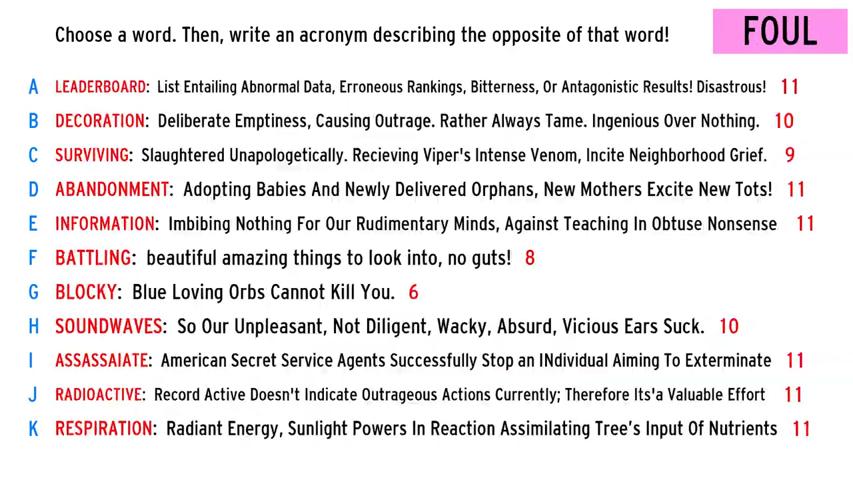 Choose a word. Then, write an acronym describing the opposite of that word!
FOUL
A LEADERBOARD: List Entailing Abnormal Data, Erroneous Rankings, Bitterness, Or Antagonistic Results! Disastrous! 11
B DECORATION: Deliberate Emptiness, Causing Outrage. Rather Always Tame. Ingenious Over Nothing. 10
C SURVIVING: Slaughtered Unapologetically. Recieving Viper's Intense Venom, Incite Neighborhood Grief. 9
D ABANDONMENT: Adopting Babies And Newly Delivered Orphans, New Mothers Excite New Tots! 11
E INFORMATION: Imbibing Nothing For Our Rudimentary Minds, Against Teaching In Obtuse Nonsense 11
F BATTLING: beautiful amazing things to look into, no guts! 8
G BLOCKY: Blue Loving Orbs Cannot Kill You. 6
H SOUNDWAVES: So Our Unpleasant, Not Diligent, Wacky, Absurd, Vicious Ears Suck. 10
I ASSASSAIATE: American Secret Service Agents Successfully Stop an INdividual Aiming To Exterminate 11
J RADIOACTIVE: Record Active Doesn't Indicate Outrageous Actions Currently; Therefore Its'a Valuable Effort 11
K RESPIRATION: Radiant Energy, Sunlight Powers In Reaction Assimilating Tree's Input Of Nutrients 11